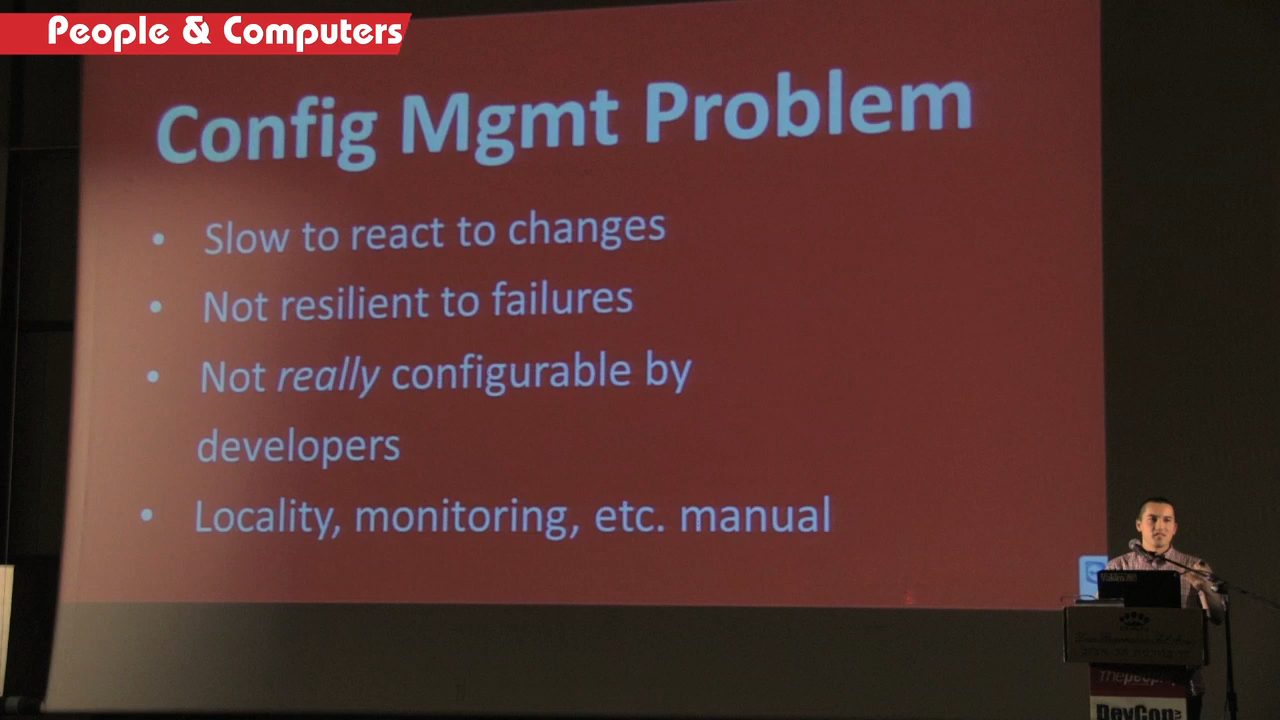 People & Computers
Config Mgmt Problem
• Slow to react to changes
• Not resilient to failures
• Not really configurable by
developers
• Locality, monitoring, etc. manual
DevCon